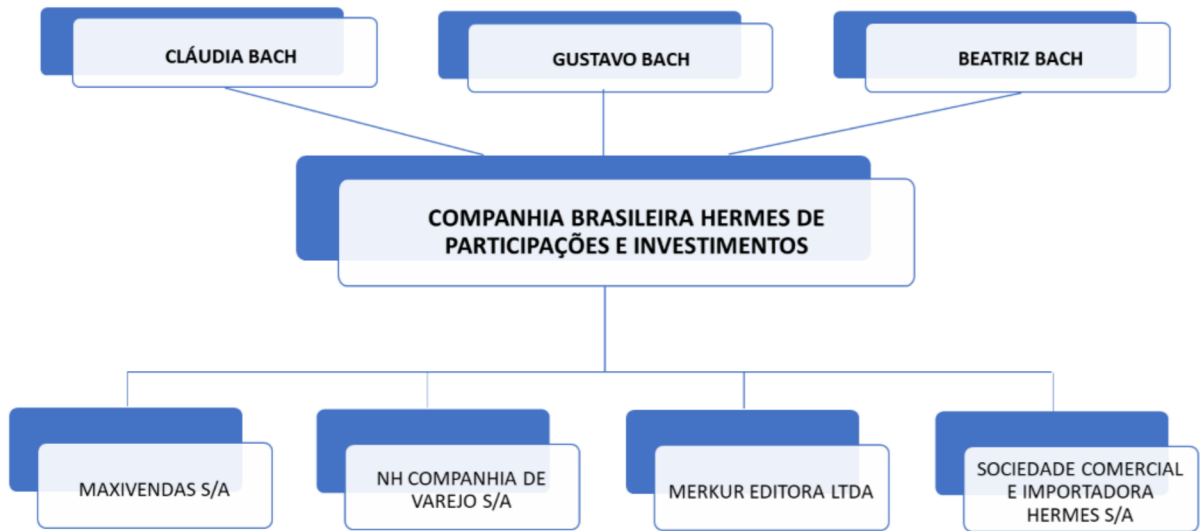 CLÁUDIA BACH
GUSTAVO BACH
BEATRIZ BACH
COMPANHIA BRASILEIRA HERMES DE
PARTICIPAÇÕES E INVESTIMENTOS
MAXIVENDAS S/A
NH COMPANHIA DE
VAREJO S/A
MERKUR EDITORA LTDA
SOCIEDADE COMERCIAL
E IMPORTADORA
HERMES S/A